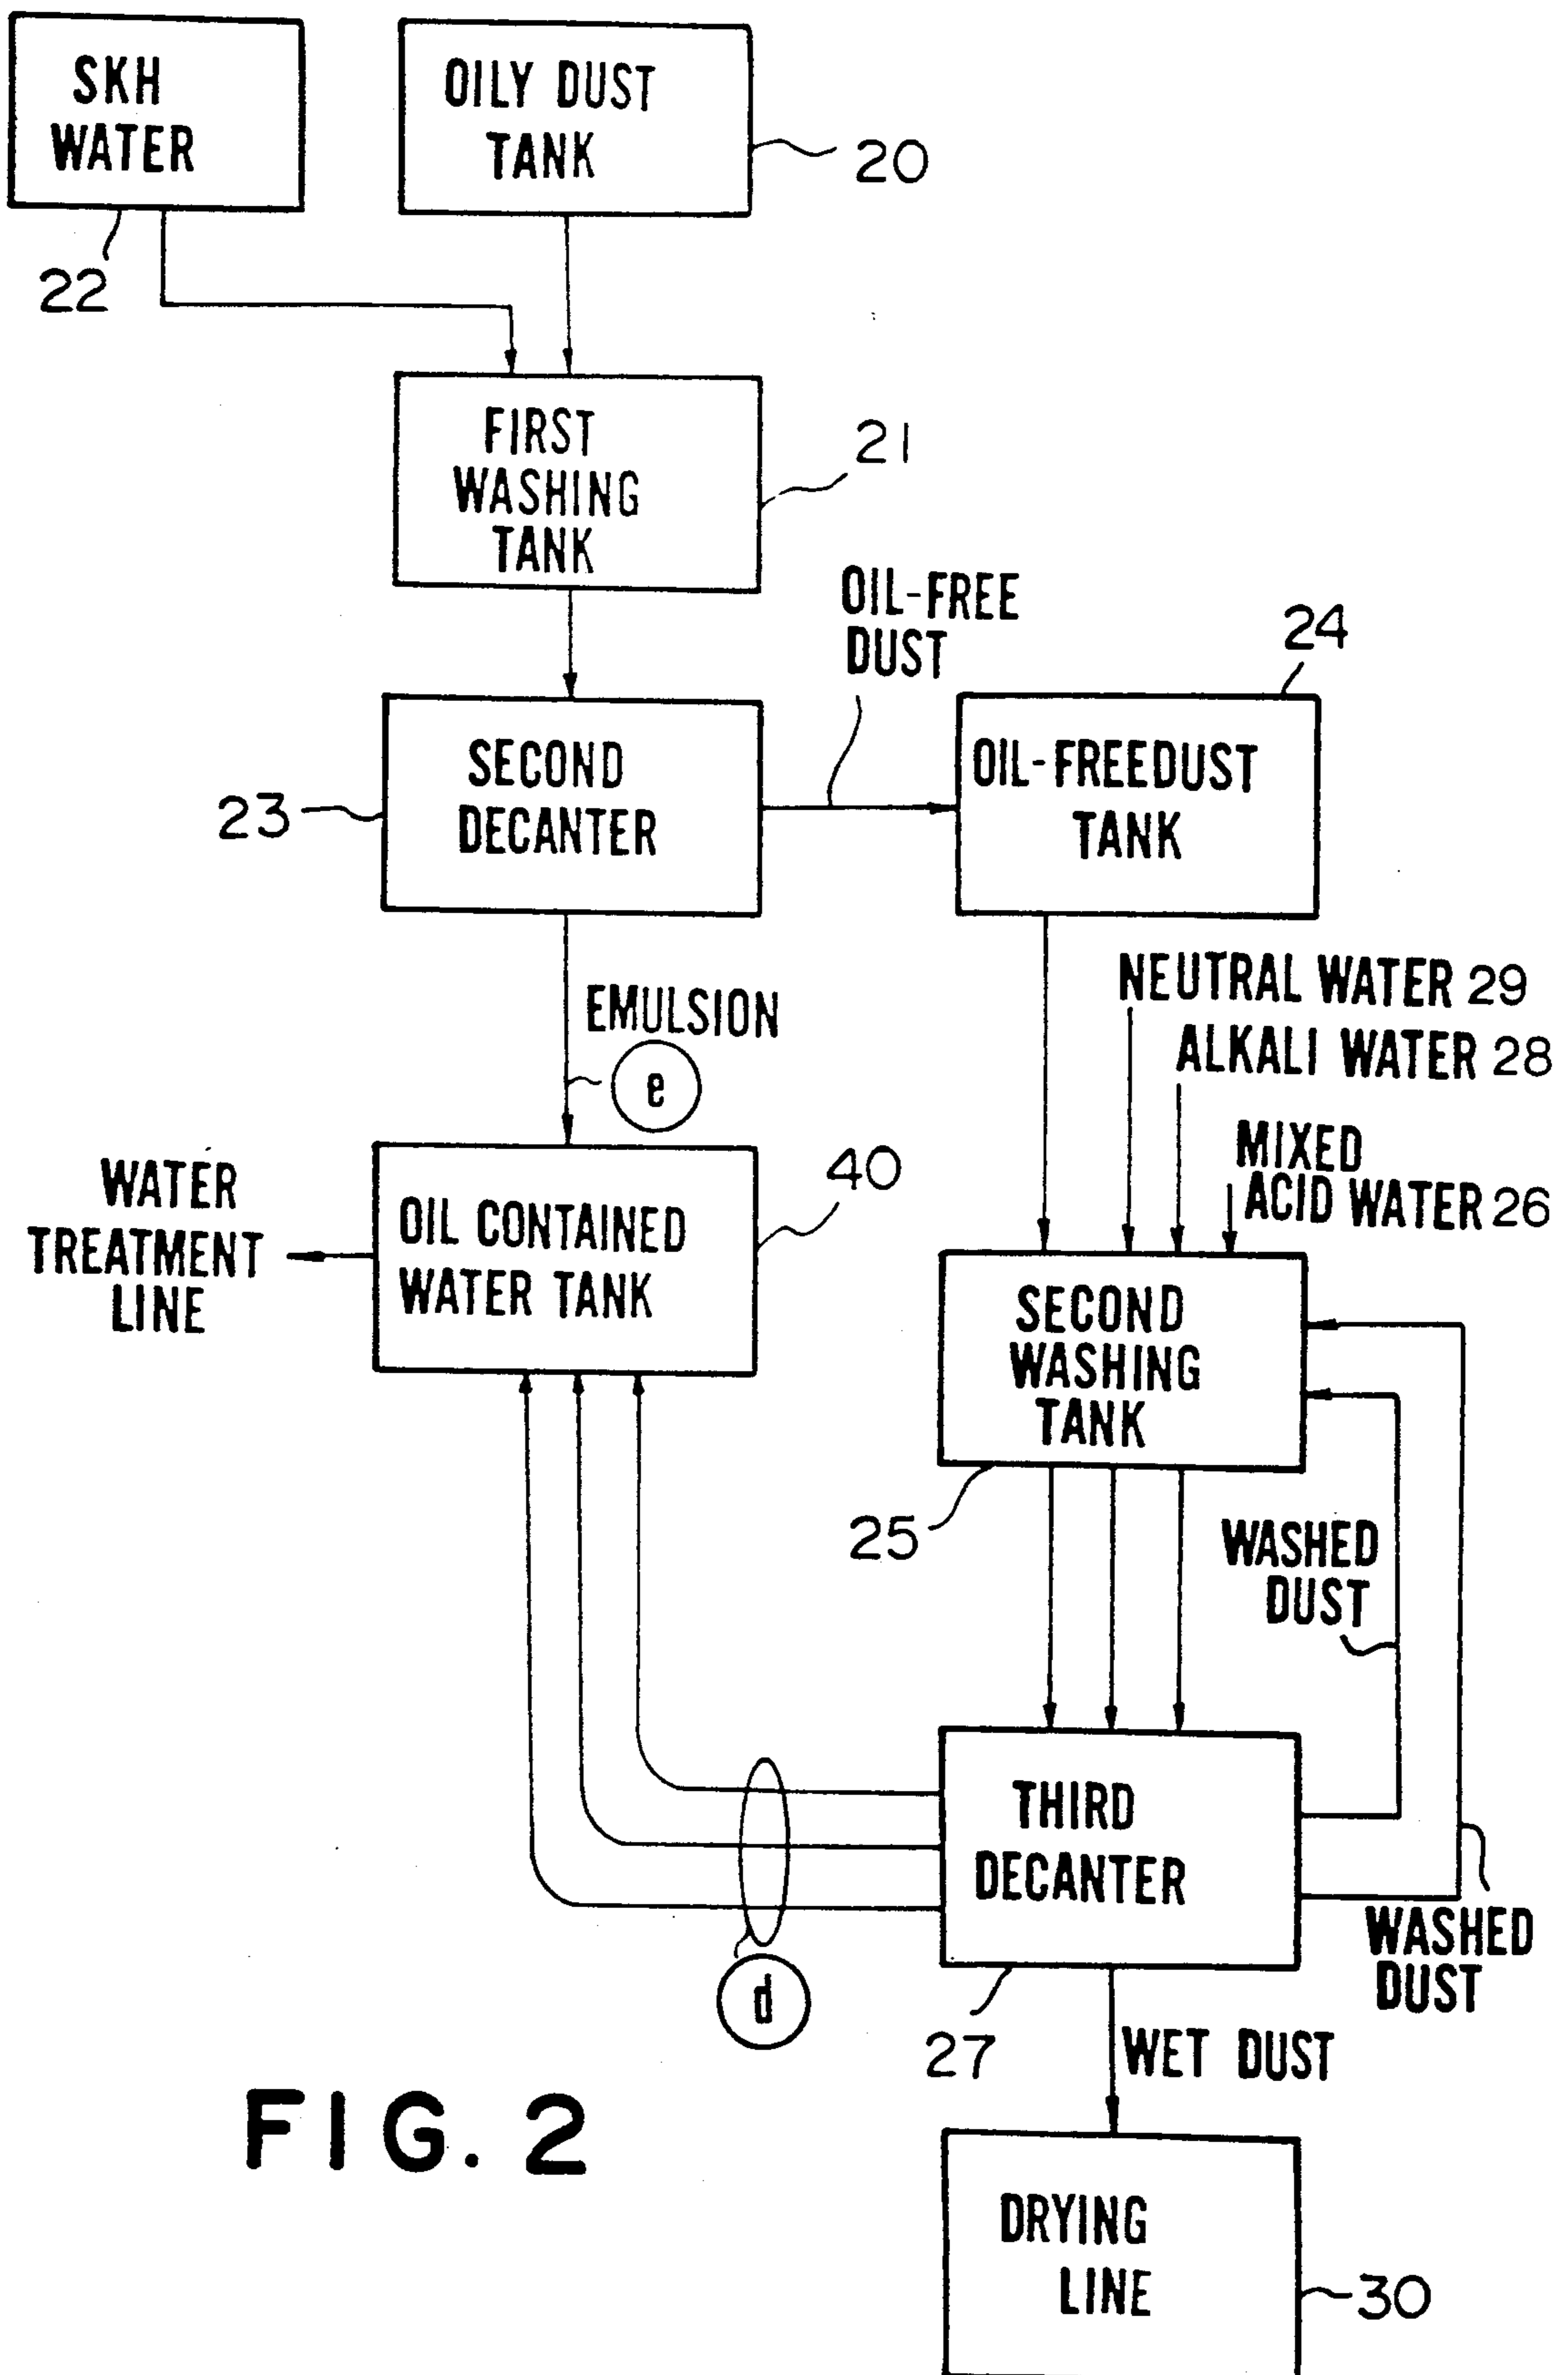 SKH
WATER
22
OILY DUST
TANK
20
FIRST
WASHING
TANK
21
OIL-FREE
DUST
24
SECOND
DECANTER
23
OIL-FREEDUST
TANK
EMULSION
e
NEUTRAL WATER 29
ALKALI WATER 28
MIXED
ACID WATER 26
WATER
TREATMENT
LINE
OIL CONTAINED
WATER TANK
40
SECOND
WASHING
TANK
25
WASHED
DUST
THIRD
DECANTER
27
WASHED
DUST
d
WET DUST
FIG. 2
DRYING
LINE
30